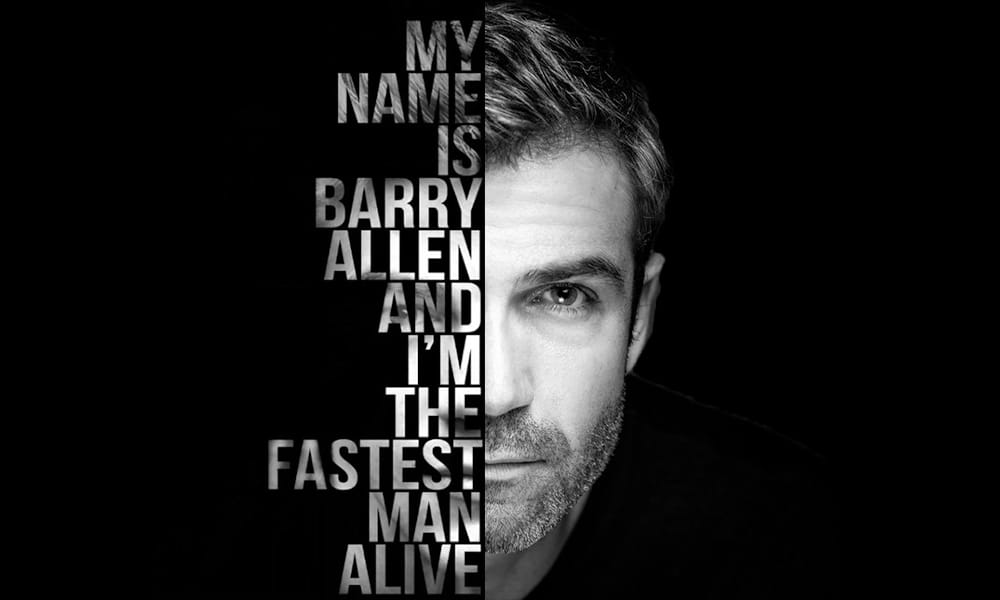 MY
NAME
IS
BARRY
ALLEN
AND
I'M
THE
FASTEST
MAN
ALIVE